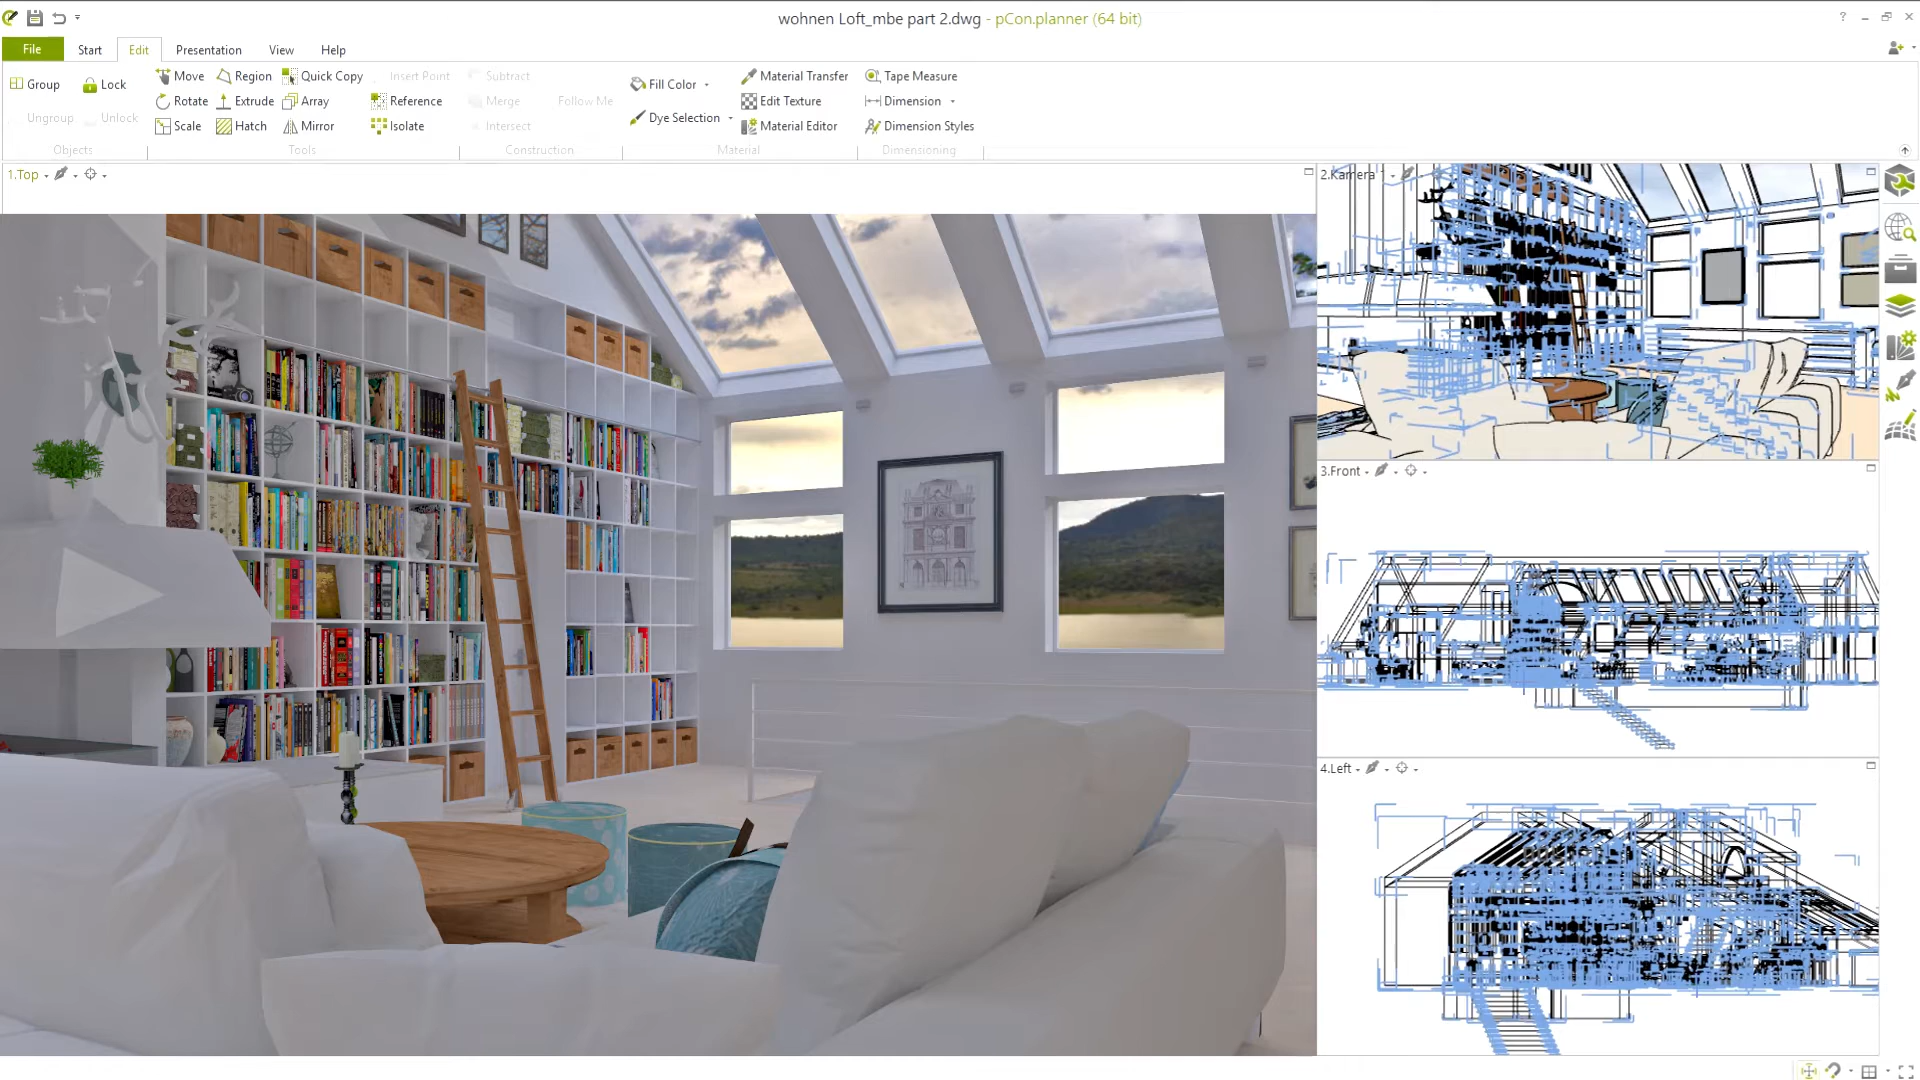 wohnen Loft_mbe part 2.dwg - pCon.planner (64 bit)
File Start Edit Presentation View Help
Group Lock Move Region Quick Copy Insert Point Subtract Fill Color Material Transfer Tape Measure
Rotate Extrude Array Reference Merge Follow Me Edit Texture Dimension
Ungroup Unlock Scale Hatch Mirror Isolate Intersect Dye Selection Material Editor Dimension Styles
Objects Tools Construction Material Dimensioning
1.Top
2.Kamera
3.Front
4.Left